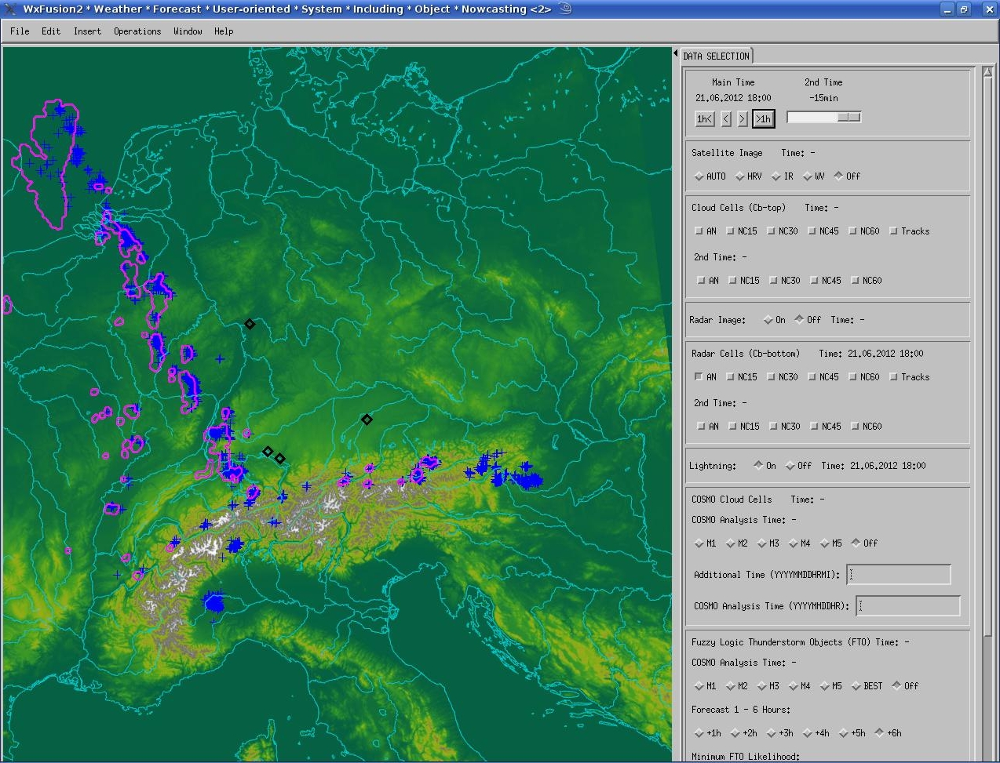 WxFusion2 * Weather * Forecast * User-oriented * System * Including * Object * Nowcasting <2>
File Edit Insert Operations Window Help
DATA SELECTION
Main Time 2nd Time
21.06.2012 18:00 -15min
1h< < > >1h
Satellite Image Time: -
AUTO HRV IR WV Off
Cloud Cells (Cb-top) Time: -
AN NC15 NC30 NC45 NC60 Tracks
2nd Time: -
AN NC15 NC30 NC45 NC60
Radar Image: On Off Time: -
Radar Cells (Cb-bottom) Time: 21.06.2012 18:00
AN NC15 NC30 NC45 NC60 Tracks
2nd Time: -
AN NC15 NC30 NC45 NC60
Lightning: On Off Time: 21.06.2012 18:00
COSMO Cloud Cells Time: -
COSMO Analysis Time: -
M1 M2 M3 M4 M5 Off
Additional Time (YYYYMMDDHRMI):
COSMO Analysis Time (YYYYMMDDHR):
Fuzzy Logic Thunderstorm Objects (FTO) Time: -
COSMO Analysis Time: -
M1 M2 M3 M4 M5 BEST Off
Forecast 1 - 6 Hours:
+1h +2h +3h +4h +5h +6h
Minimum FTO Likelihood: